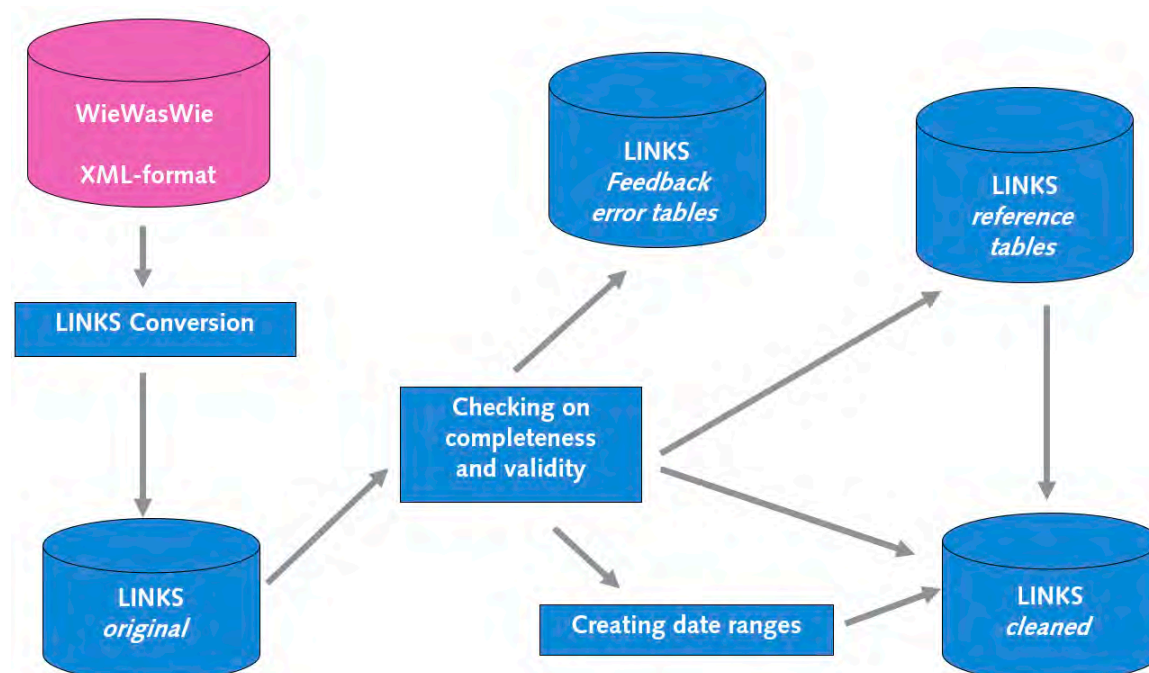 WieWasWie
XML-format
LINKS
Feedback
error tables
LINKS
reference
tables
LINKS Conversion
Checking on
completeness
and validity
LINKS
original
Creating date ranges
LINKS
cleaned